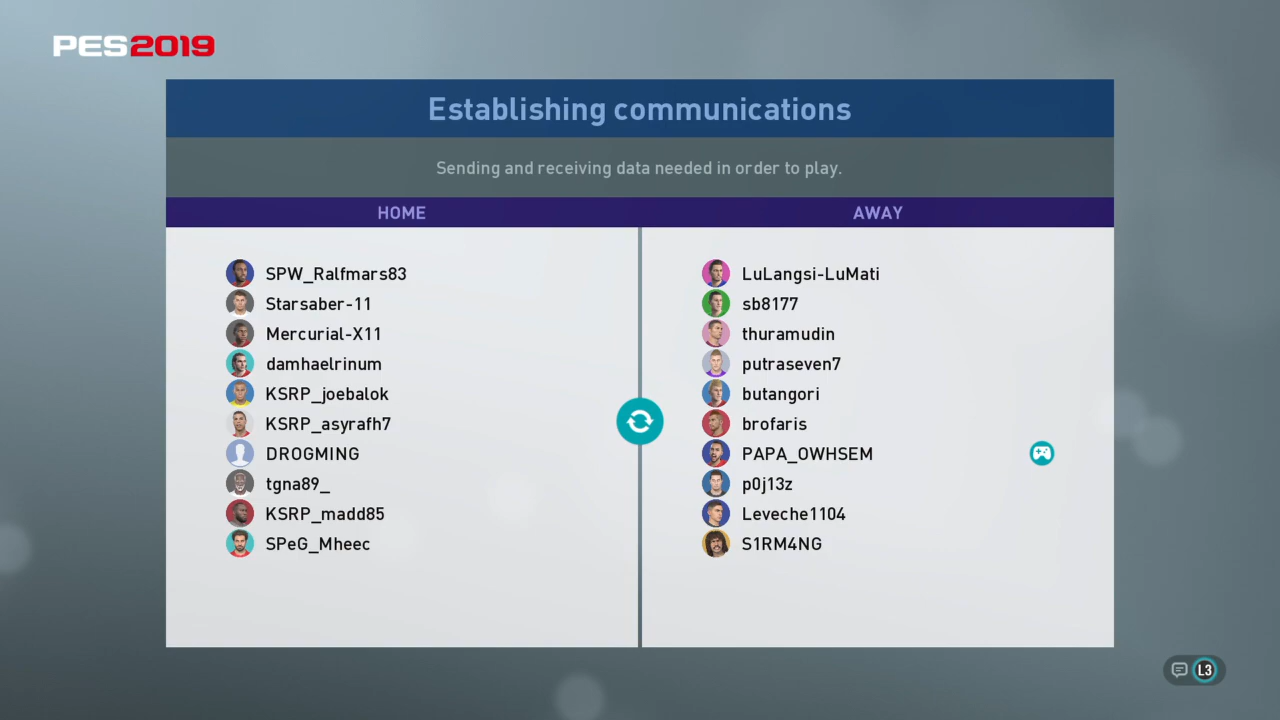 PES2019
Establishing communications
Sending and receiving data needed in order to play.
HOME
AWAY
SPW_Ralfmars83
Starsaber-11
Mercurial-X11
damhaelrinum
KSRP_joebalok
KSRP_asyrafh7
DROGMING
tgna89_
KSRP_madd85
SPeG_Mheec
LuLangsi-LuMati
sb8177
thuramudin
putraseven7
butangori
brofaris
PAPA_OWHSEM
p0j13z
Leveche1104
S1RM4NG
L3